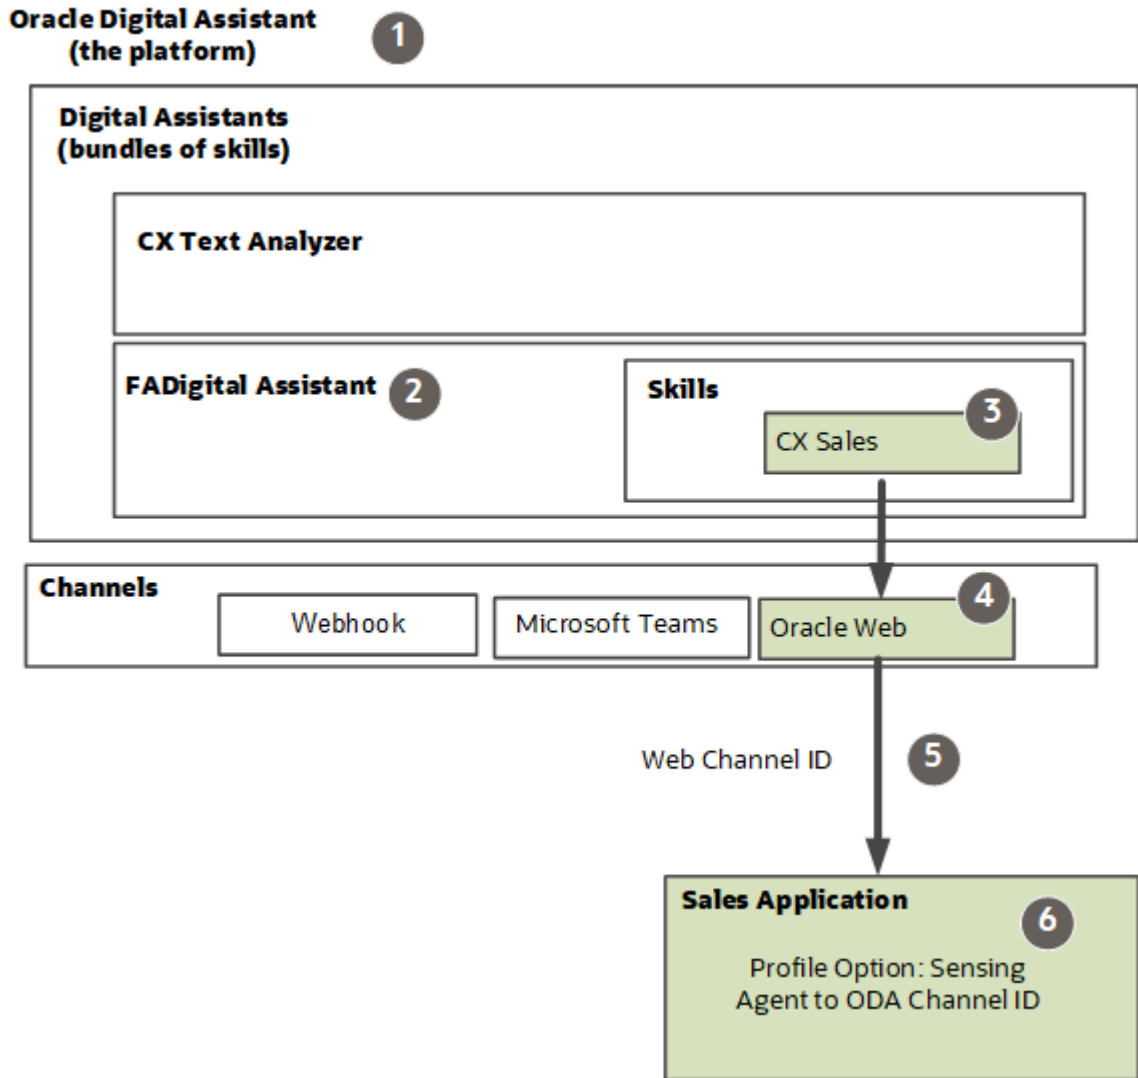 Oracle Digital Assistant
(the platform)
1
Digital Assistants
(bundles of skills)
CX Text Analyzer
FADigital Assistant
2
Skills
3
CX Sales
Channels
4
Webhook
Microsoft Teams
Oracle Web
Web Channel ID
5
Sales Application
6
Profile Option: Sensing
Agent to ODA Channel ID